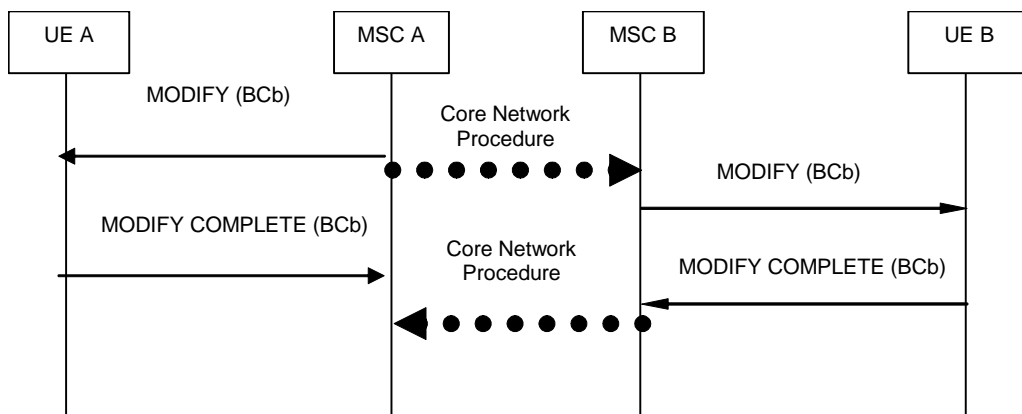 UE A
MSC A
MSC B
UE B
MODIFY (BCb)
Core Network
Procedure
MODIFY (BCb)
MODIFY COMPLETE (BCb)
Core Network
Procedure
MODIFY COMPLETE (BCb)